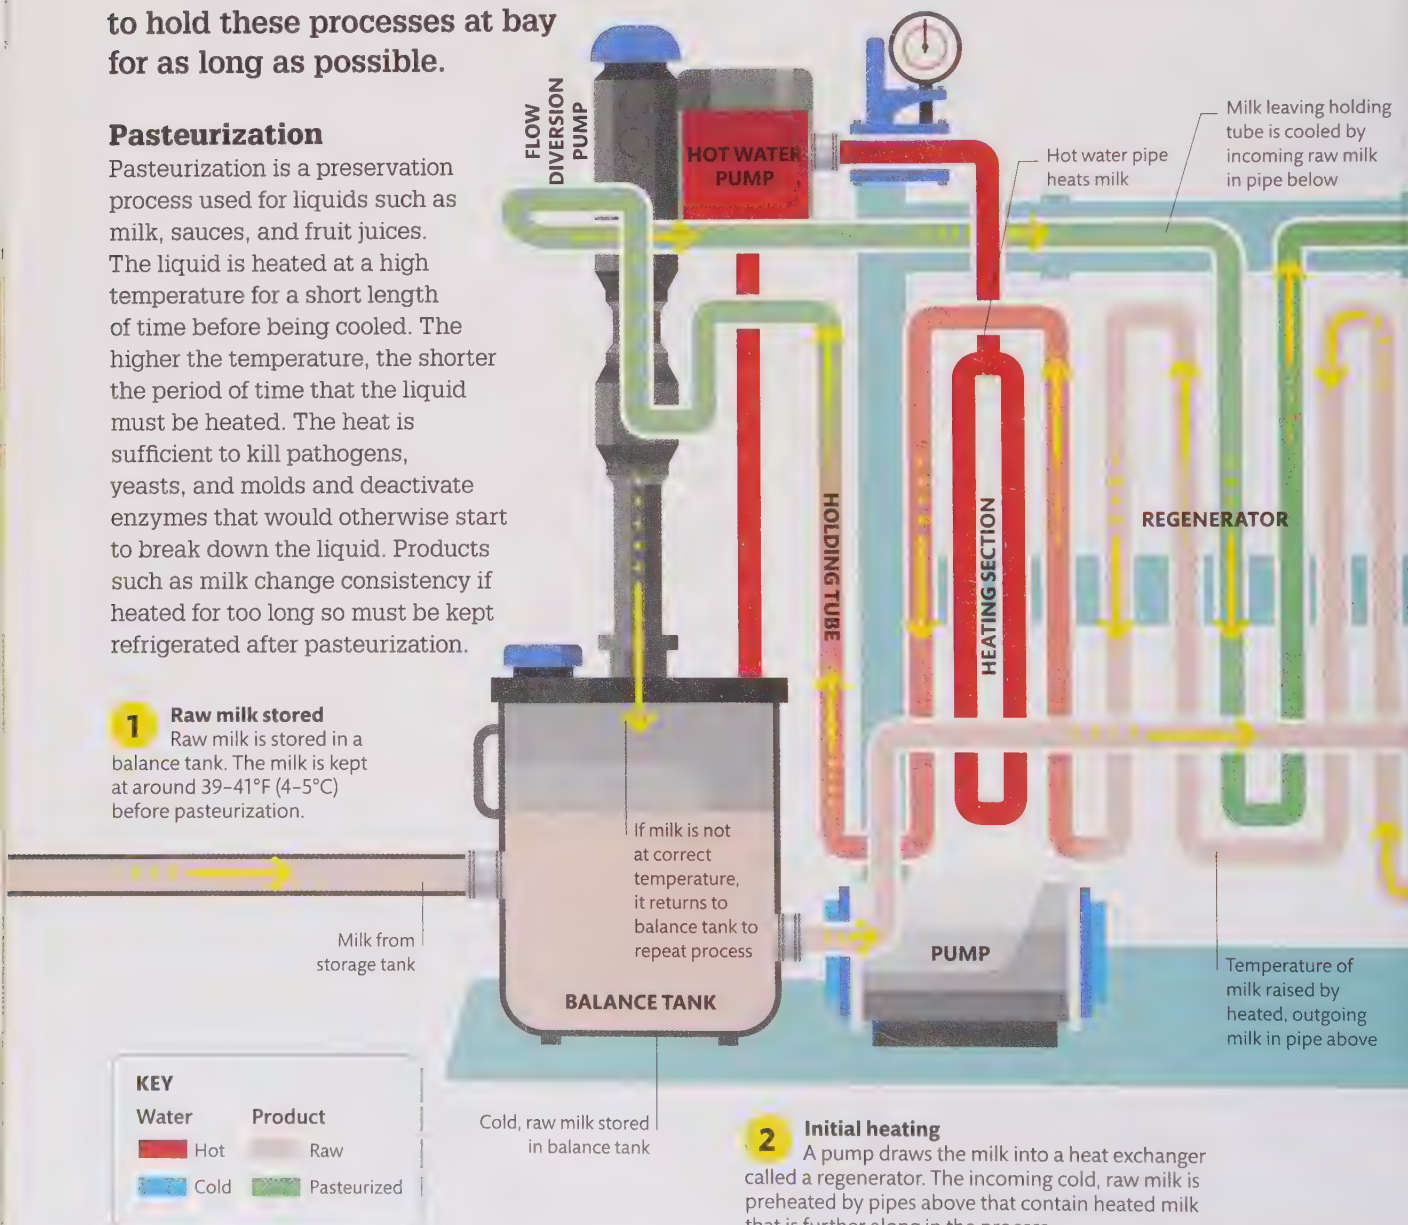 to hold these processes at bay
for as long as possible.
Pasteurization
Pasteurization is a preservation
process used for liquids such as
milk, sauces, and fruit juices.
The liquid is heated at a high
temperature for a short length
of time before being cooled. The
higher the temperature, the shorter
the period of time that the liquid
must be heated. The heat is
sufficient to kill pathogens,
yeasts, and molds and deactivate
enzymes that would otherwise start
to break down the liquid. Products
such as milk change consistency if
heated for too long so must be kept
refrigerated after pasteurization.
1
Raw milk stored
Raw milk is stored in a
balance tank. The milk is kept
at around 39–41°F (4–5°C)
before pasteurization.
Milk from
storage tank
KEY
Water Product
Hot Raw
Cold Pasteurized
FLOW
DIVERSION
PUMP
HOT WATER
PUMP
Hot water pipe
heats milk
Milk leaving holding
tube is cooled by
incoming raw milk
in pipe below
HOLDING TUBE
HEATING SECTION
REGENERATOR
If milk is not
at correct
temperature,
it returns to
balance tank to
repeat process
BALANCE TANK
PUMP
Temperature of
milk raised by
heated, outgoing
milk in pipe above
Cold, raw milk stored
in balance tank
2
Initial heating
A pump draws the milk into a heat exchanger
called a regenerator. The incoming cold, raw milk is
preheated by pipes above that contain heated milk
that is further along in the process.